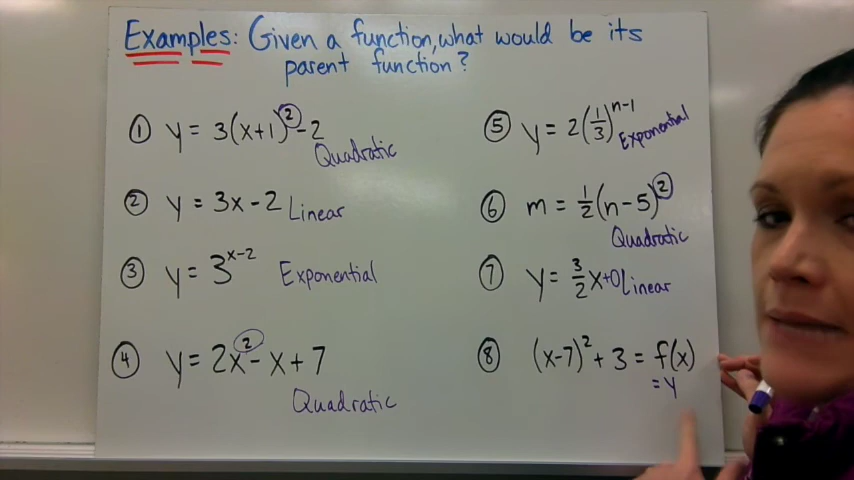 Examples: Given a function, what would be its
parent function?
① y = 3(x+1)² - 2
Quadratic
② y = 3x - 2 Linear
③ y = 3^(x-2) Exponential
④ y = 2x² - x + 7
Quadratic
⑤ y = 2(1/3)^(n-1)
Exponential
⑥ m = 1/2(n-5)²
Quadratic
⑦ y = 3/2x+0 Linear
⑧ (x-7)² + 3 = f(x)
= y